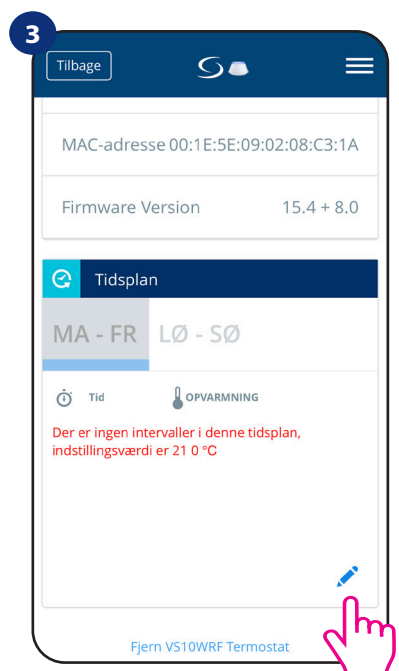 3
Tilbage
MAC-adresse 00:1E:5E:09:02:08:C3:1A
Firmware Version 15.4 + 8.0
Tidsplan
MA - FR LØ - SØ
Tid OPVARMNING
Der er ingen intervaller i denne tidsplan,
indstillingsværdi er 21 0 °C
Fjern VS10WRF Termostat